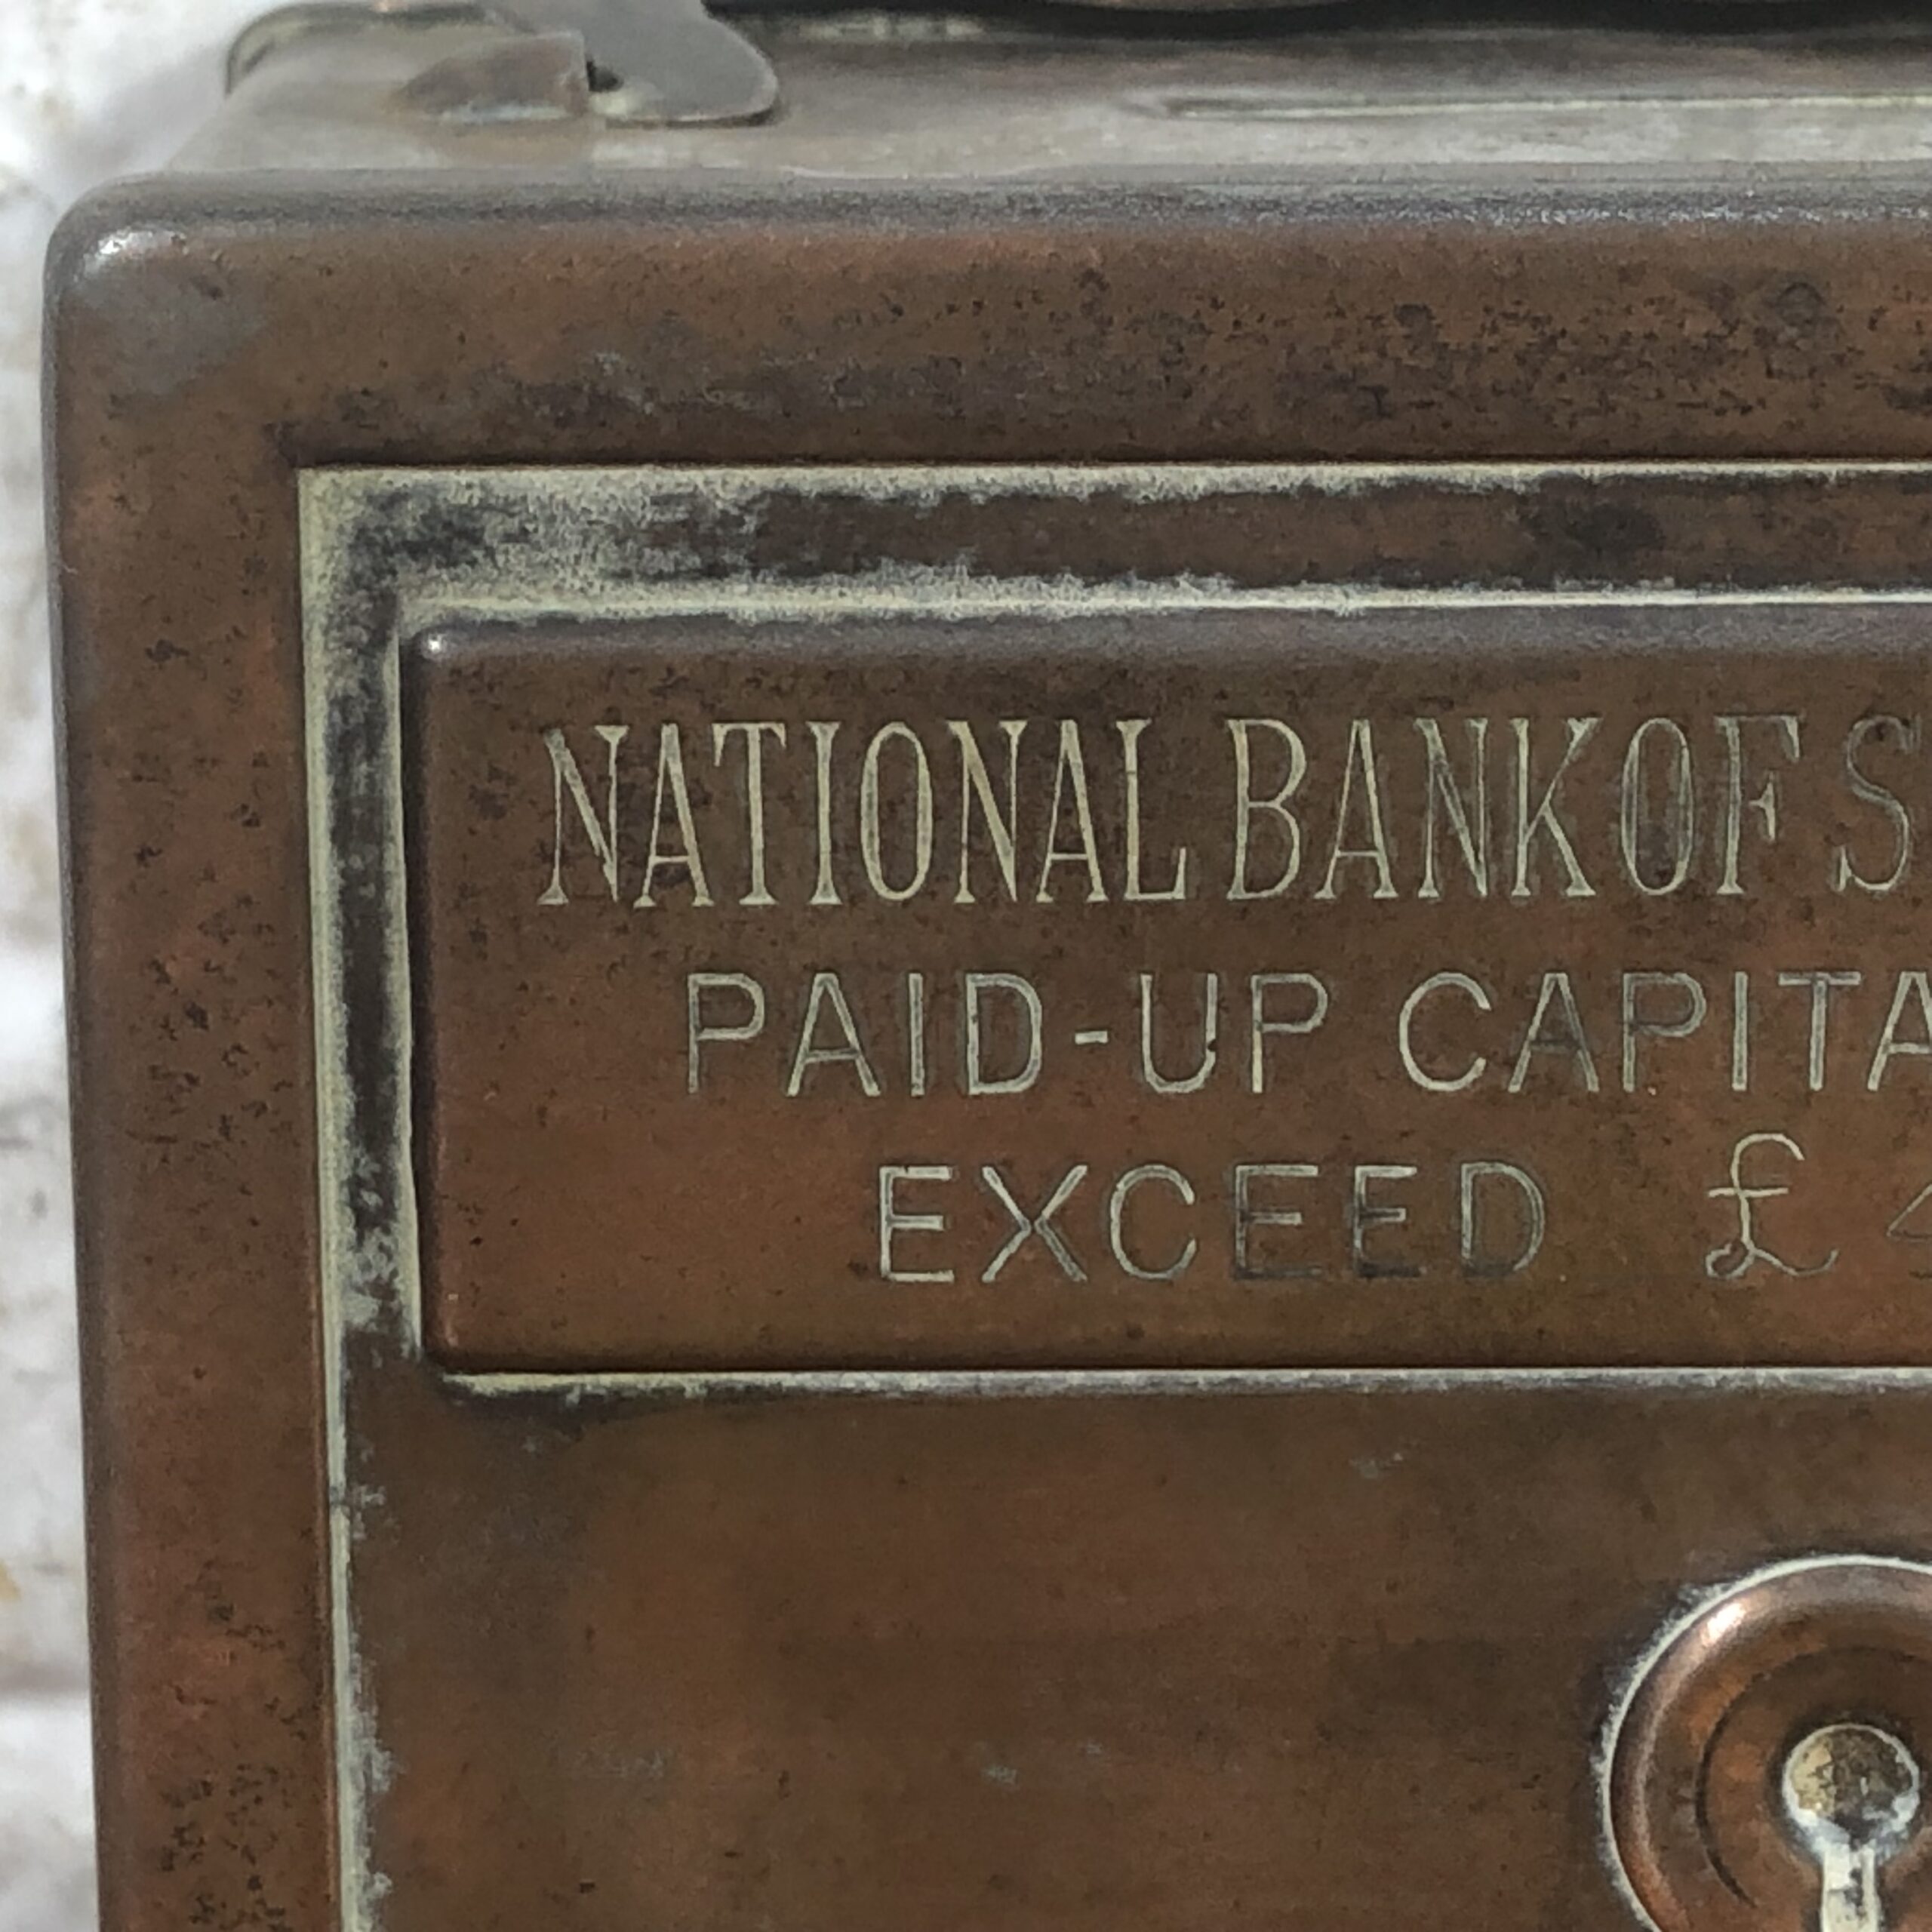 NATIONAL BANK OF S
PAID-UP CAPITA
EXCEED £